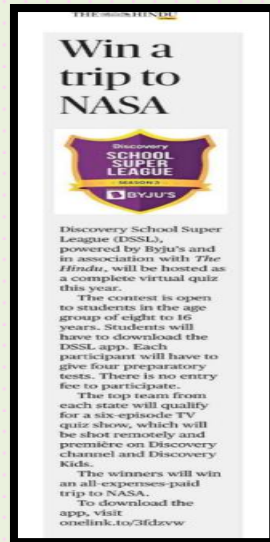 THE HINDU
Win a
trip to
NASA
Discovery
SCHOOL
SUPER
LEAGUE
SEASON 3
BYJU'S
Discovery School Super
League (DSSL),
powered by Byju's and
in association with The
Hindu, will be hosted as
a complete virtual quiz
this year.
The contest is open
to students in the age
group of eight to 16
years. Students will
have to download the
DSSL app. Each
participant will have to
give four preparatory
tests. There is no entry
fee to participate.
The top team from
each state will qualify
for a six-episode TV
quiz show, which will
be shot remotely and
première on Discovery
channel and Discovery
Kids.
The winners will win
an all-expenses-paid
trip to NASA.
To download the
app, visit
onelink.to/3fdzvw